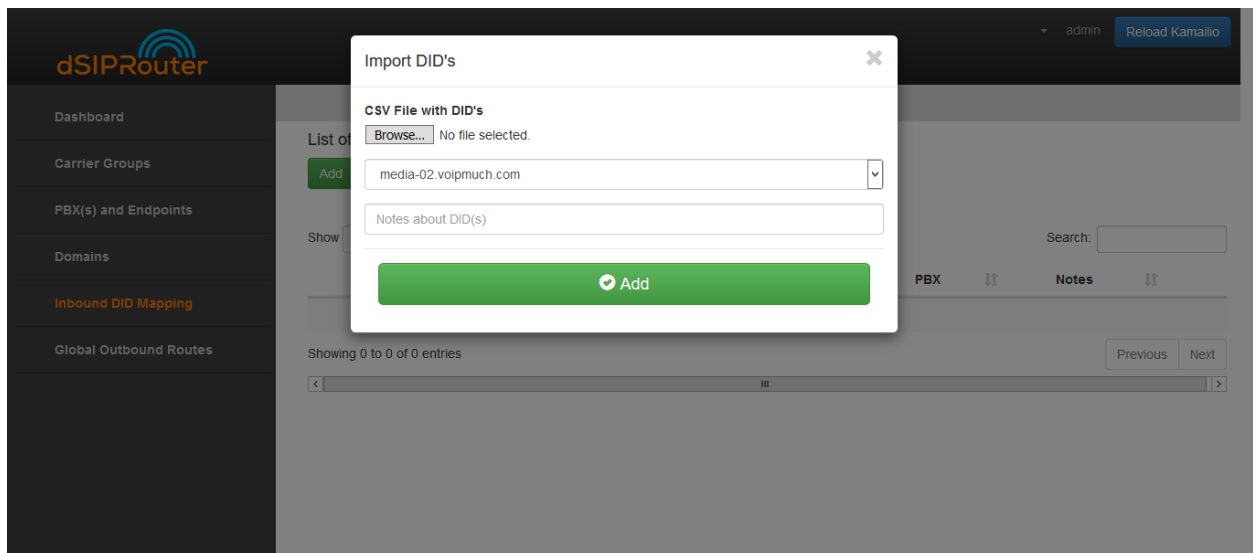 dSIPRouter
admin
Reload Kamailio
Dashboard
Carrier Groups
PBX(s) and Endpoints
Domains
Inbound DID Mapping
Global Outbound Routes
Import DID's
CSV File with DID's
Browse... No file selected.
media-02.voipmuch.com
Notes about DID(s)
Add
List of
Add
Show
Search:
PBX
Notes
Showing 0 to 0 of 0 entries
Previous
Next